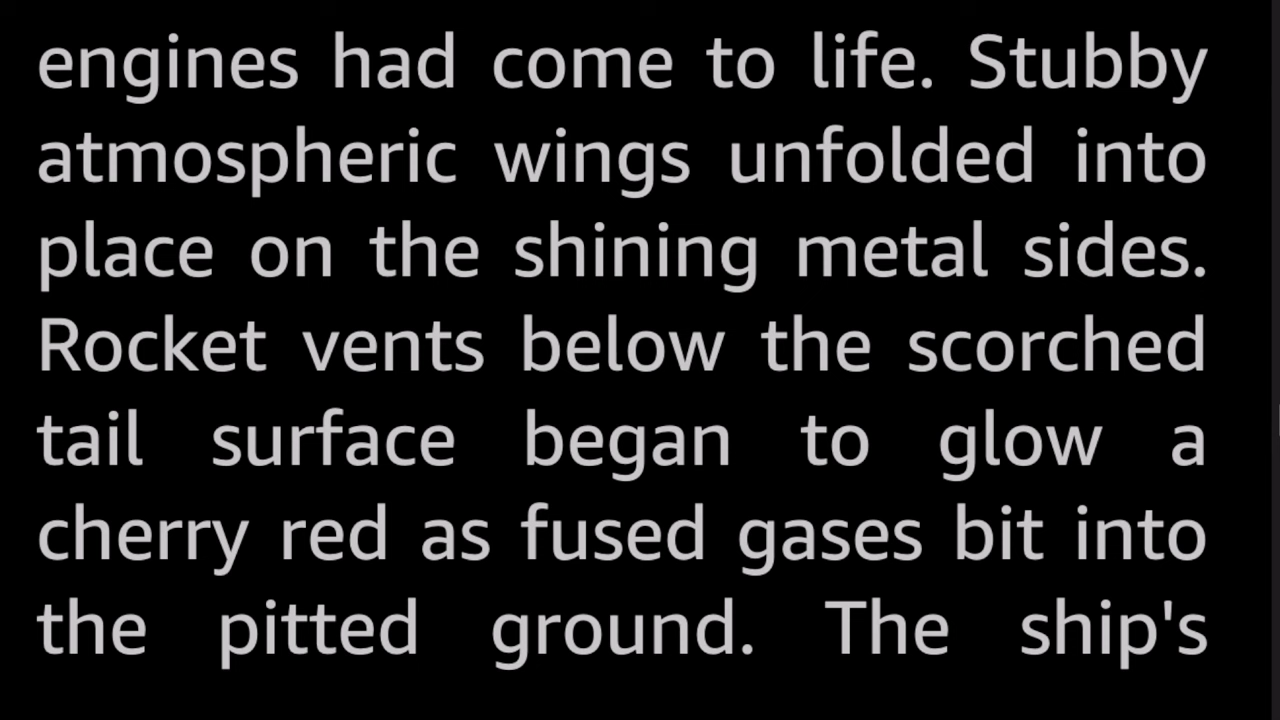 engines had come to life. Stubby
atmospheric wings unfolded into
place on the shining metal sides.
Rocket vents below the scorched
tail surface began to glow a
cherry red as fused gases bit into
the pitted ground. The ship's